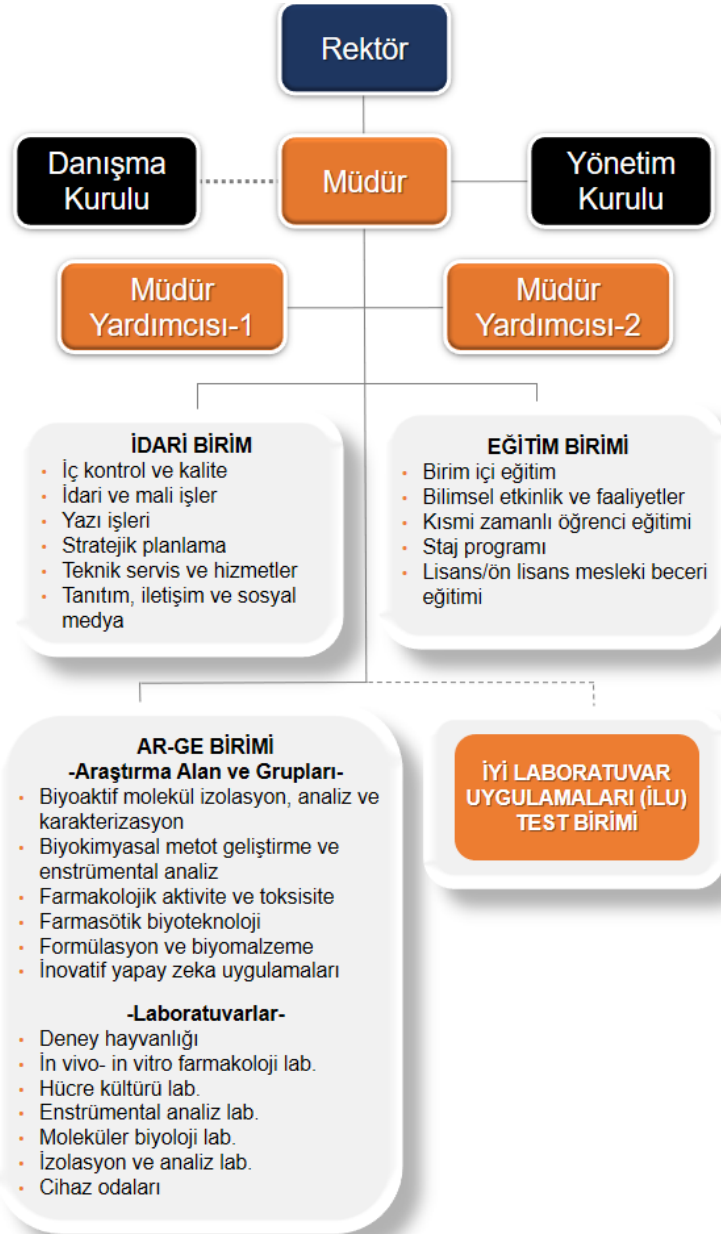 Rektör
Danışma
Kurulu
Müdür
Yönetim
Kurulu
Müdür
Yardımcısı-1
Müdür
Yardımcısı-2
İDARİ BİRİM
• İç kontrol ve kalite
• İdari ve mali işler
• Yazı işleri
• Stratejik planlama
• Teknik servis ve hizmetler
• Tanıtım, iletişim ve sosyal
medya
EĞİTİM BİRİMİ
• Birim içi eğitim
• Bilimsel etkinlik ve faaliyetler
• Kısmi zamanlı öğrenci eğitimi
• Staj programı
• Lisans/ön lisans mesleki beceri
eğitimi
AR-GE BİRİMİ
-Araştırma Alan ve Grupları-
• Biyoaktif molekül izolasyon, analiz ve
karakterizasyon
• Biyokimyasal metot geliştirme ve
enstrümental analiz
• Farmakolojik aktivite ve toksisite
• Farmasötik biyoteknoloji
• Formülasyon ve biyomalzeme
• İnovatif yapay zeka uygulamaları
-Laboratuvarlar-
• Deney hayvanlığı
• İn vivo- in vitro farmakoloji lab.
• Hücre kültürü lab.
• Enstrümental analiz lab.
• Moleküler biyoloji lab.
• İzolasyon ve analiz lab.
• Cihaz odaları
İYİ LABORATUVAR
UYGULAMALARI (İLU)
TEST BİRİMİ